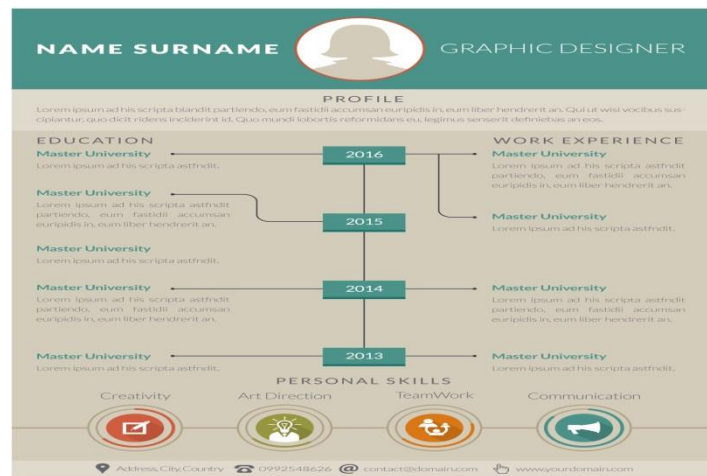 NAME SURNAME
GRAPHIC DESIGNER
PROFILE
Lorem ipsum ad his scripta blandit partiendo, eum fastidii accumsan euripidis in, eum liber hendrerit an. Qui ut wisi vocibus sus-
cipiantur, quo dicit ridens inciderint id. Quo mundi lobortis reformidans eu, legimus senserit definiebas an eos.
EDUCATION
Master University
Lorem ipsum ad his scripta astfndit.
Master University
Lorem ipsum ad his scripta astfndit
partiendo, eum fastidii accumsan
euripidis in, eum liber hendrerit an.
Master University
Lorem ipsum ad his scripta astfndit.
Master University
Lorem ipsum ad his scripta astfndit
partiendo, eum fastidii accumsan
euripidis in, eum liber hendrerit an.
Master University
Lorem ipsum ad his scripta astfndit.
2016
2015
2014
2013
WORK EXPERIENCE
Master University
Lorem ipsum ad his scripta astfndit
partiendo, eum fastidii accumsan
euripidis in, eum liber hendrerit an.
Master University
Lorem ipsum ad his scripta astfndit.
Master University
Lorem ipsum ad his scripta astfndit
partiendo, eum fastidii accumsan
euripidis in, eum liber hendrerit an.
Master University
Lorem ipsum ad his scripta astfndit.
PERSONAL SKILLS
Creativity
Art Direction
TeamWork
Communication
Address, City, Country
0992548626
contact@domain.com
www.yourdomain.com